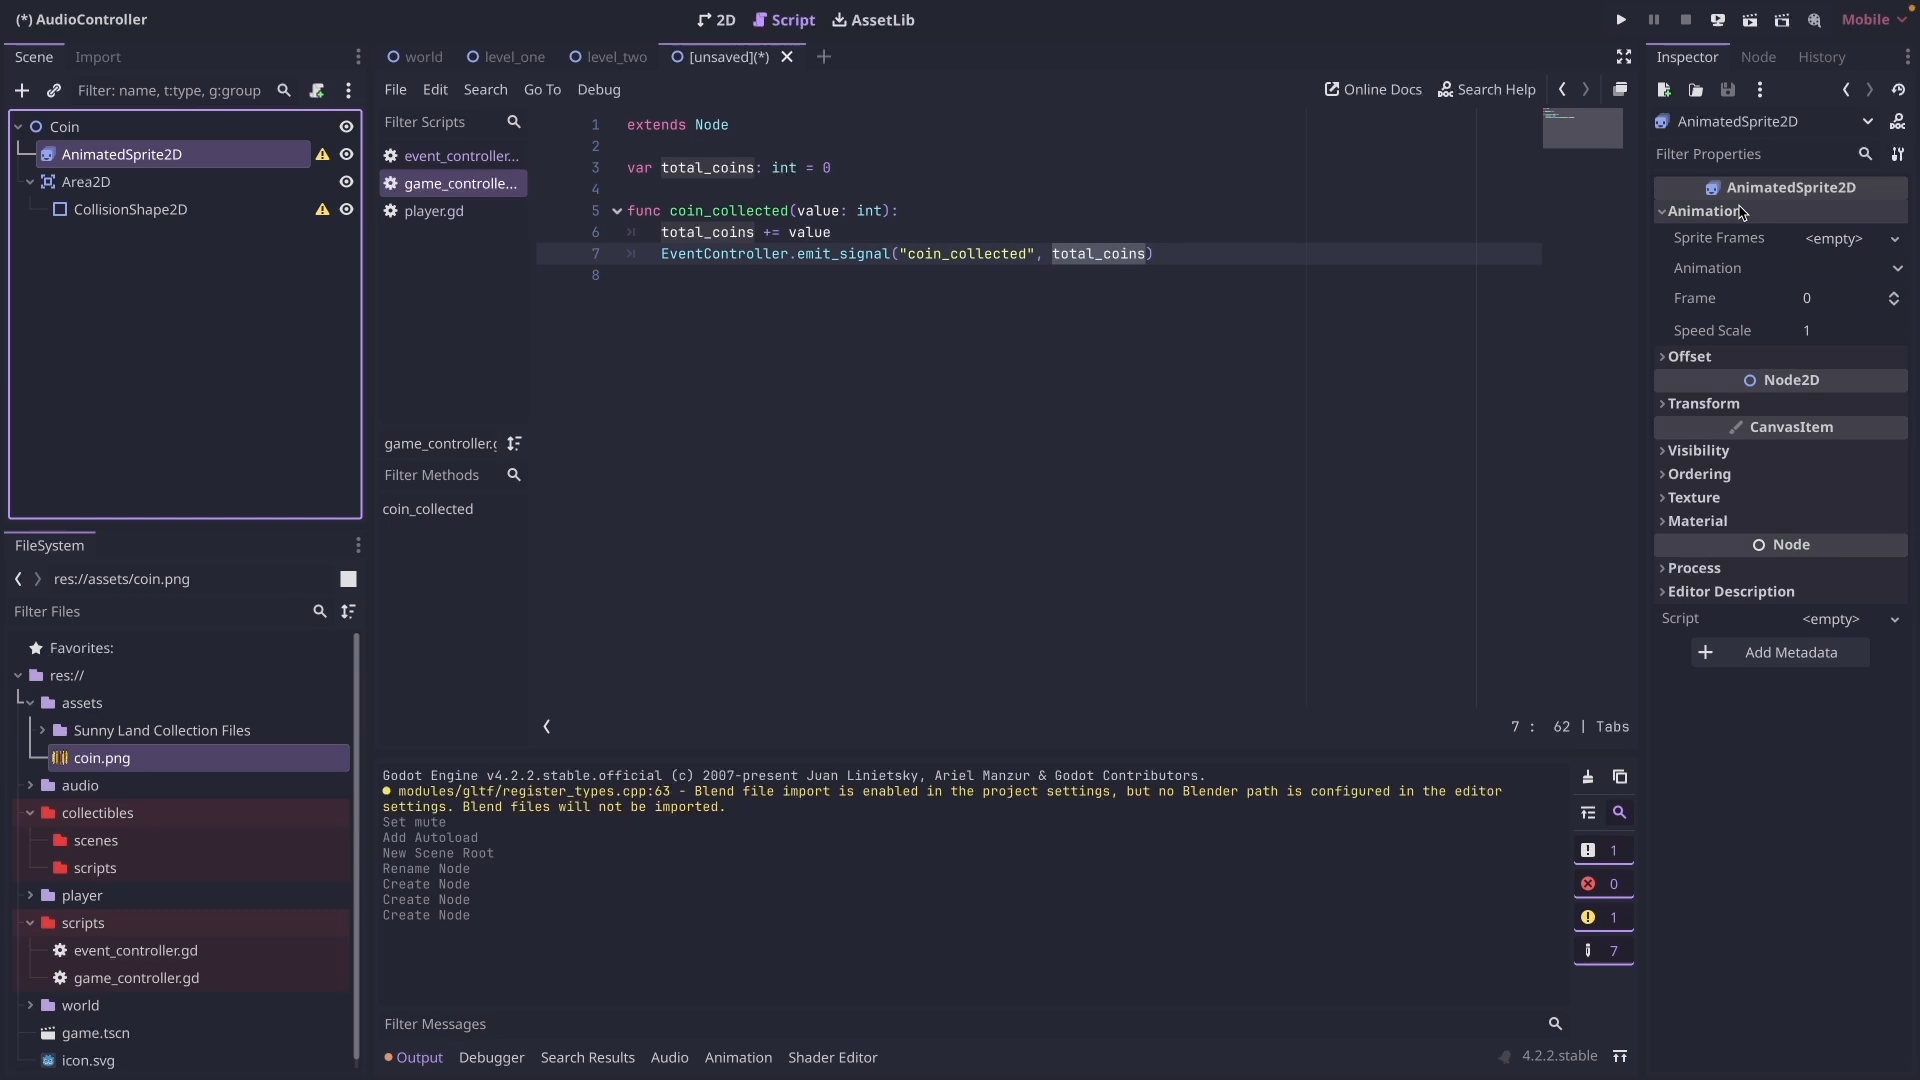 (*) AudioController
2D
Script
AssetLib
Mobile
Scene
Import
Filter: name, t:type, g:group
Coin
AnimatedSprite2D
Area2D
CollisionShape2D
world
level_one
level_two
[unsaved](*)
File Edit Search Go To Debug
Online Docs
Search Help
Filter Scripts
event_controller...
game_controlle...
player.gd
game_controller.g
Filter Methods
coin_collected
1 extends Node
2
3 var total_coins: int = 0
4
5 func coin_collected(value: int):
6 total_coins += value
7 EventController.emit_signal("coin_collected", total_coins)
8
7 : 62 | Tabs
FileSystem
res://assets/coin.png
Filter Files
Favorites:
res://
assets
Sunny Land Collection Files
coin.png
audio
collectibles
scenes
scripts
player
scripts
event_controller.gd
game_controller.gd
world
game.tscn
icon.svg
Godot Engine v4.2.2.stable.official (c) 2007-present Juan Linietsky, Ariel Manzur & Godot Contributors.
modules/gltf/register_types.cpp:63 - Blend file import is enabled in the project settings, but no Blender path is configured in the editor
settings. Blend files will not be imported.
Set mute
Add Autoload
New Scene Root
Rename Node
Create Node
Create Node
Create Node
1
0
1
7
Filter Messages
Output Debugger Search Results Audio Animation Shader Editor
4.2.2.stable
Inspector Node History
AnimatedSprite2D
Filter Properties
AnimatedSprite2D
Animation
Sprite Frames <empty>
Animation
Frame 0
Speed Scale 1
Offset
Node2D
Transform
CanvasItem
Visibility
Ordering
Texture
Material
Node
Process
Editor Description
Script <empty>
Add Metadata